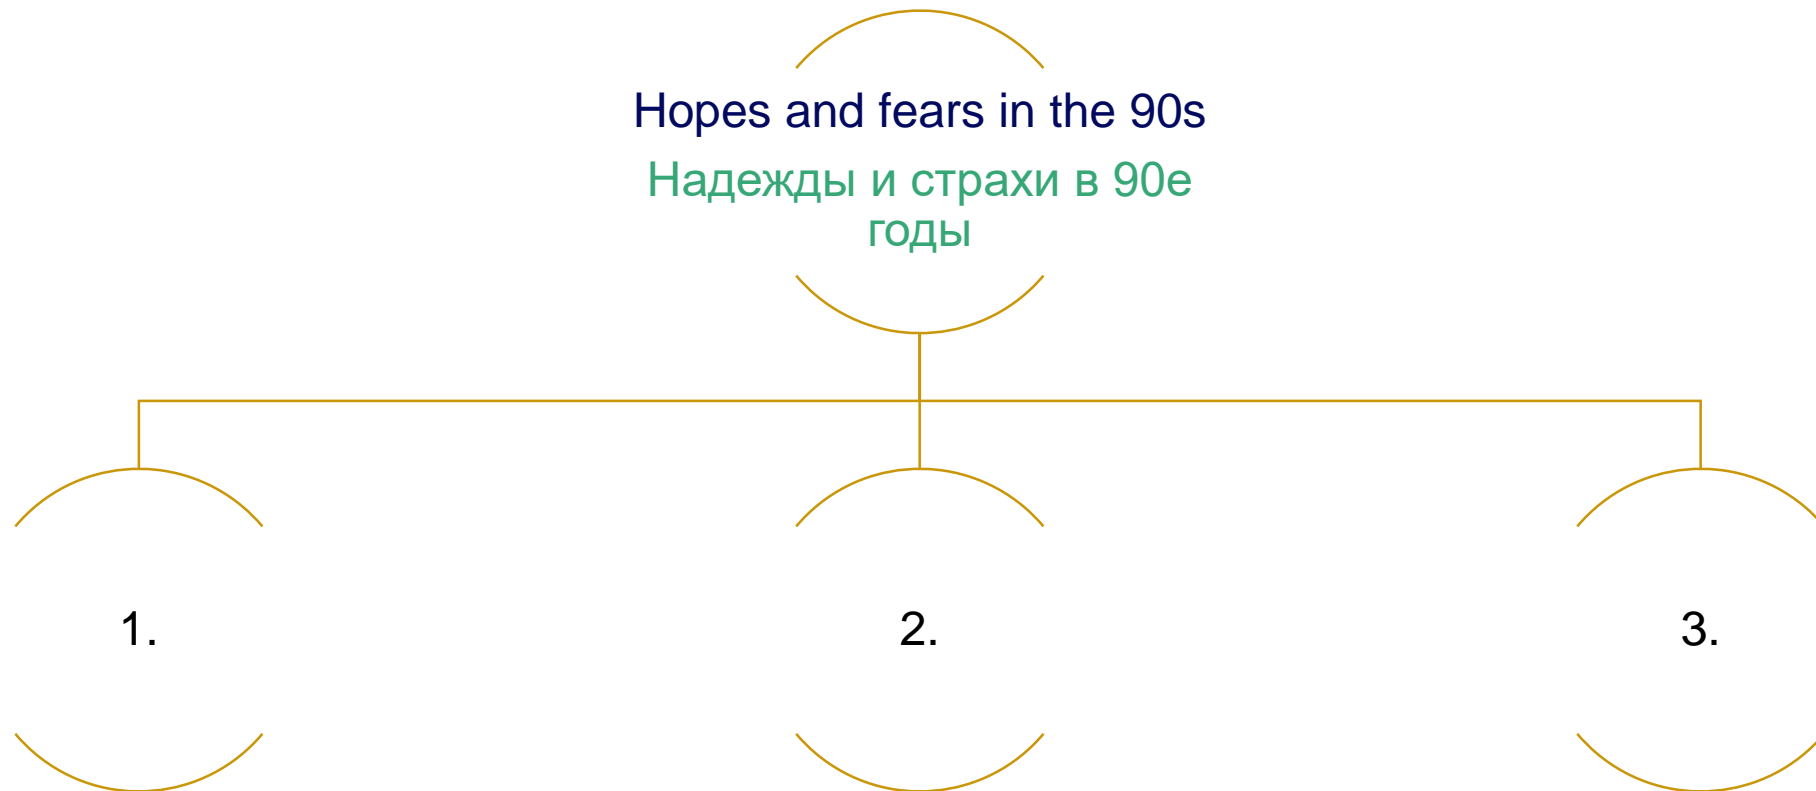 Hopes and fears in the 90s
Надежды и страхи в 90е
годы
1.
2.
3.